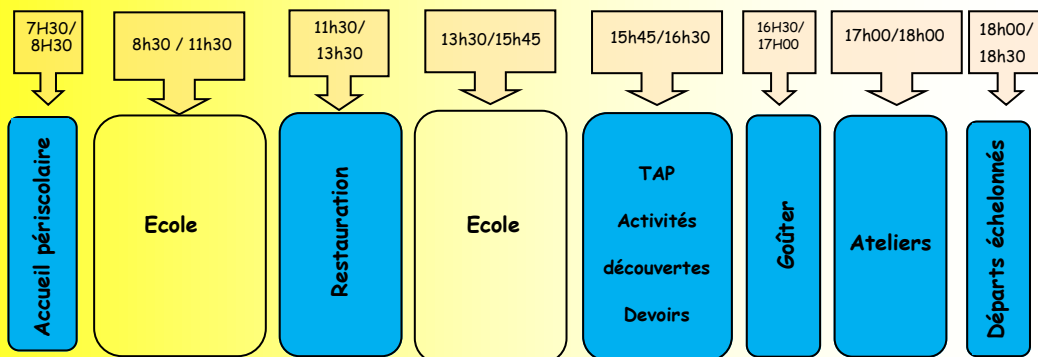 7H30/
8H30
8h30 / 11h30
11h30/
13h30
13h30/15h45
15h45/16h30
16H30/
17H00
17h00/18h00
18h00/
18h30
Accueil périscolaire
Ecole
Restauration
Ecole
TAP
Activités
découvertes
Devoirs
Goûter
Ateliers
Départs échelonnés